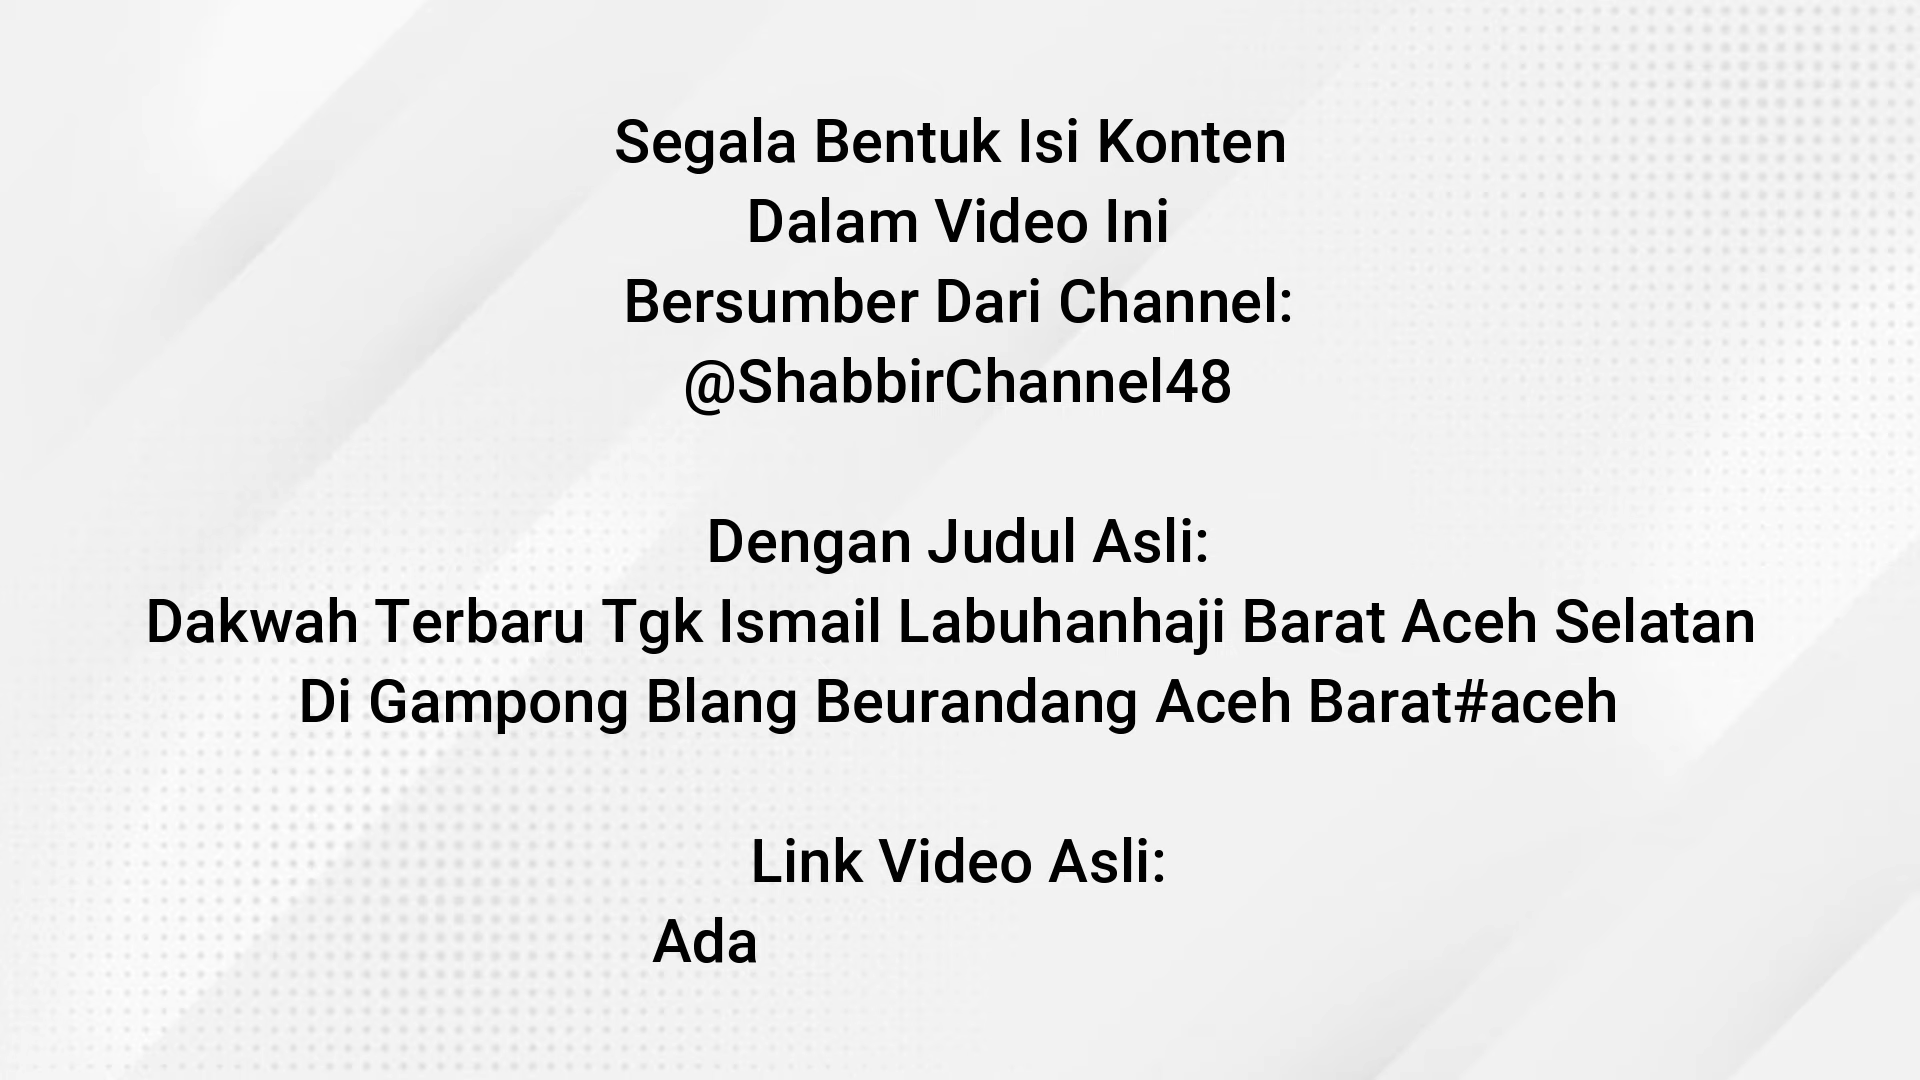 Segala Bentuk Isi Konten
Dalam Video Ini
Bersumber Dari Channel:
@ShabbirChannel48
Dengan Judul Asli:
Dakwah Terbaru Tgk Ismail Labuhanhaji Barat Aceh Selatan
Di Gampong Blang Beurandang Aceh Barat#aceh
Link Video Asli:
Ada